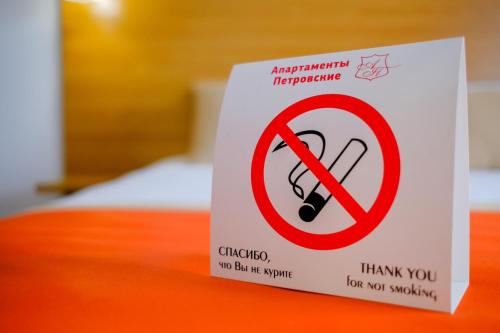 Апартаменты
Петровские
СПАСИБО,
что Вы не курите
THANK YOU
for not smoking